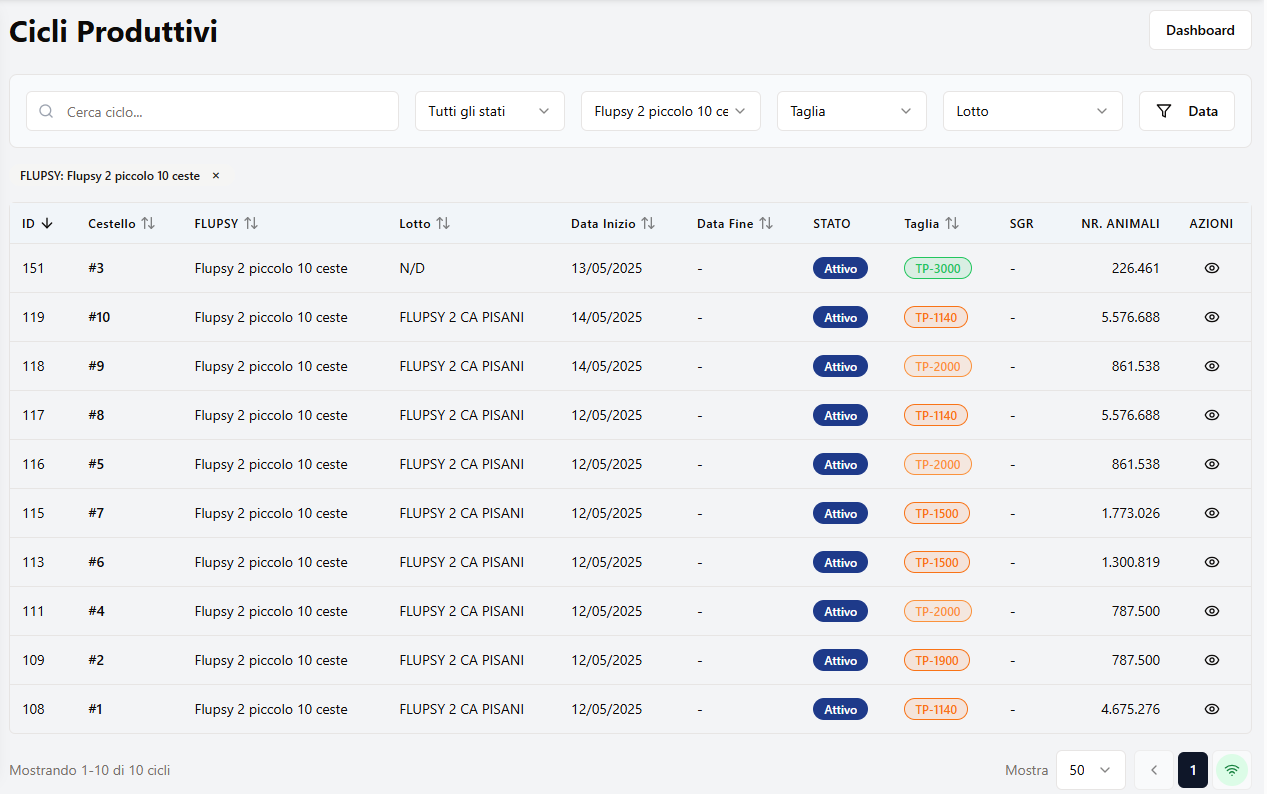 Cicli Produttivi
Dashboard
Cerca ciclo...
Tutti gli stati
Flupsy 2 piccolo 10 ce
Taglia
Lotto
Data
FLUPSY: Flupsy 2 piccolo 10 ceste ×
ID Cestello FLUPSY Lotto Data Inizio Data Fine STATO Taglia SGR NR. ANIMALI AZIONI
151 #3 Flupsy 2 piccolo 10 ceste N/D 13/05/2025 - Attivo TP-3000 - 226.461
119 #10 Flupsy 2 piccolo 10 ceste FLUPSY 2 CA PISANI 14/05/2025 - Attivo TP-1140 - 5.576.688
118 #9 Flupsy 2 piccolo 10 ceste FLUPSY 2 CA PISANI 14/05/2025 - Attivo TP-2000 - 861.538
117 #8 Flupsy 2 piccolo 10 ceste FLUPSY 2 CA PISANI 12/05/2025 - Attivo TP-1140 - 5.576.688
116 #5 Flupsy 2 piccolo 10 ceste FLUPSY 2 CA PISANI 12/05/2025 - Attivo TP-2000 - 861.538
115 #7 Flupsy 2 piccolo 10 ceste FLUPSY 2 CA PISANI 12/05/2025 - Attivo TP-1500 - 1.773.026
113 #6 Flupsy 2 piccolo 10 ceste FLUPSY 2 CA PISANI 12/05/2025 - Attivo TP-1500 - 1.300.819
111 #4 Flupsy 2 piccolo 10 ceste FLUPSY 2 CA PISANI 12/05/2025 - Attivo TP-2000 - 787.500
109 #2 Flupsy 2 piccolo 10 ceste FLUPSY 2 CA PISANI 12/05/2025 - Attivo TP-1900 - 787.500
108 #1 Flupsy 2 piccolo 10 ceste FLUPSY 2 CA PISANI 12/05/2025 - Attivo TP-1140 - 4.675.276
Mostrando 1-10 di 10 cicli
Mostra 50 1